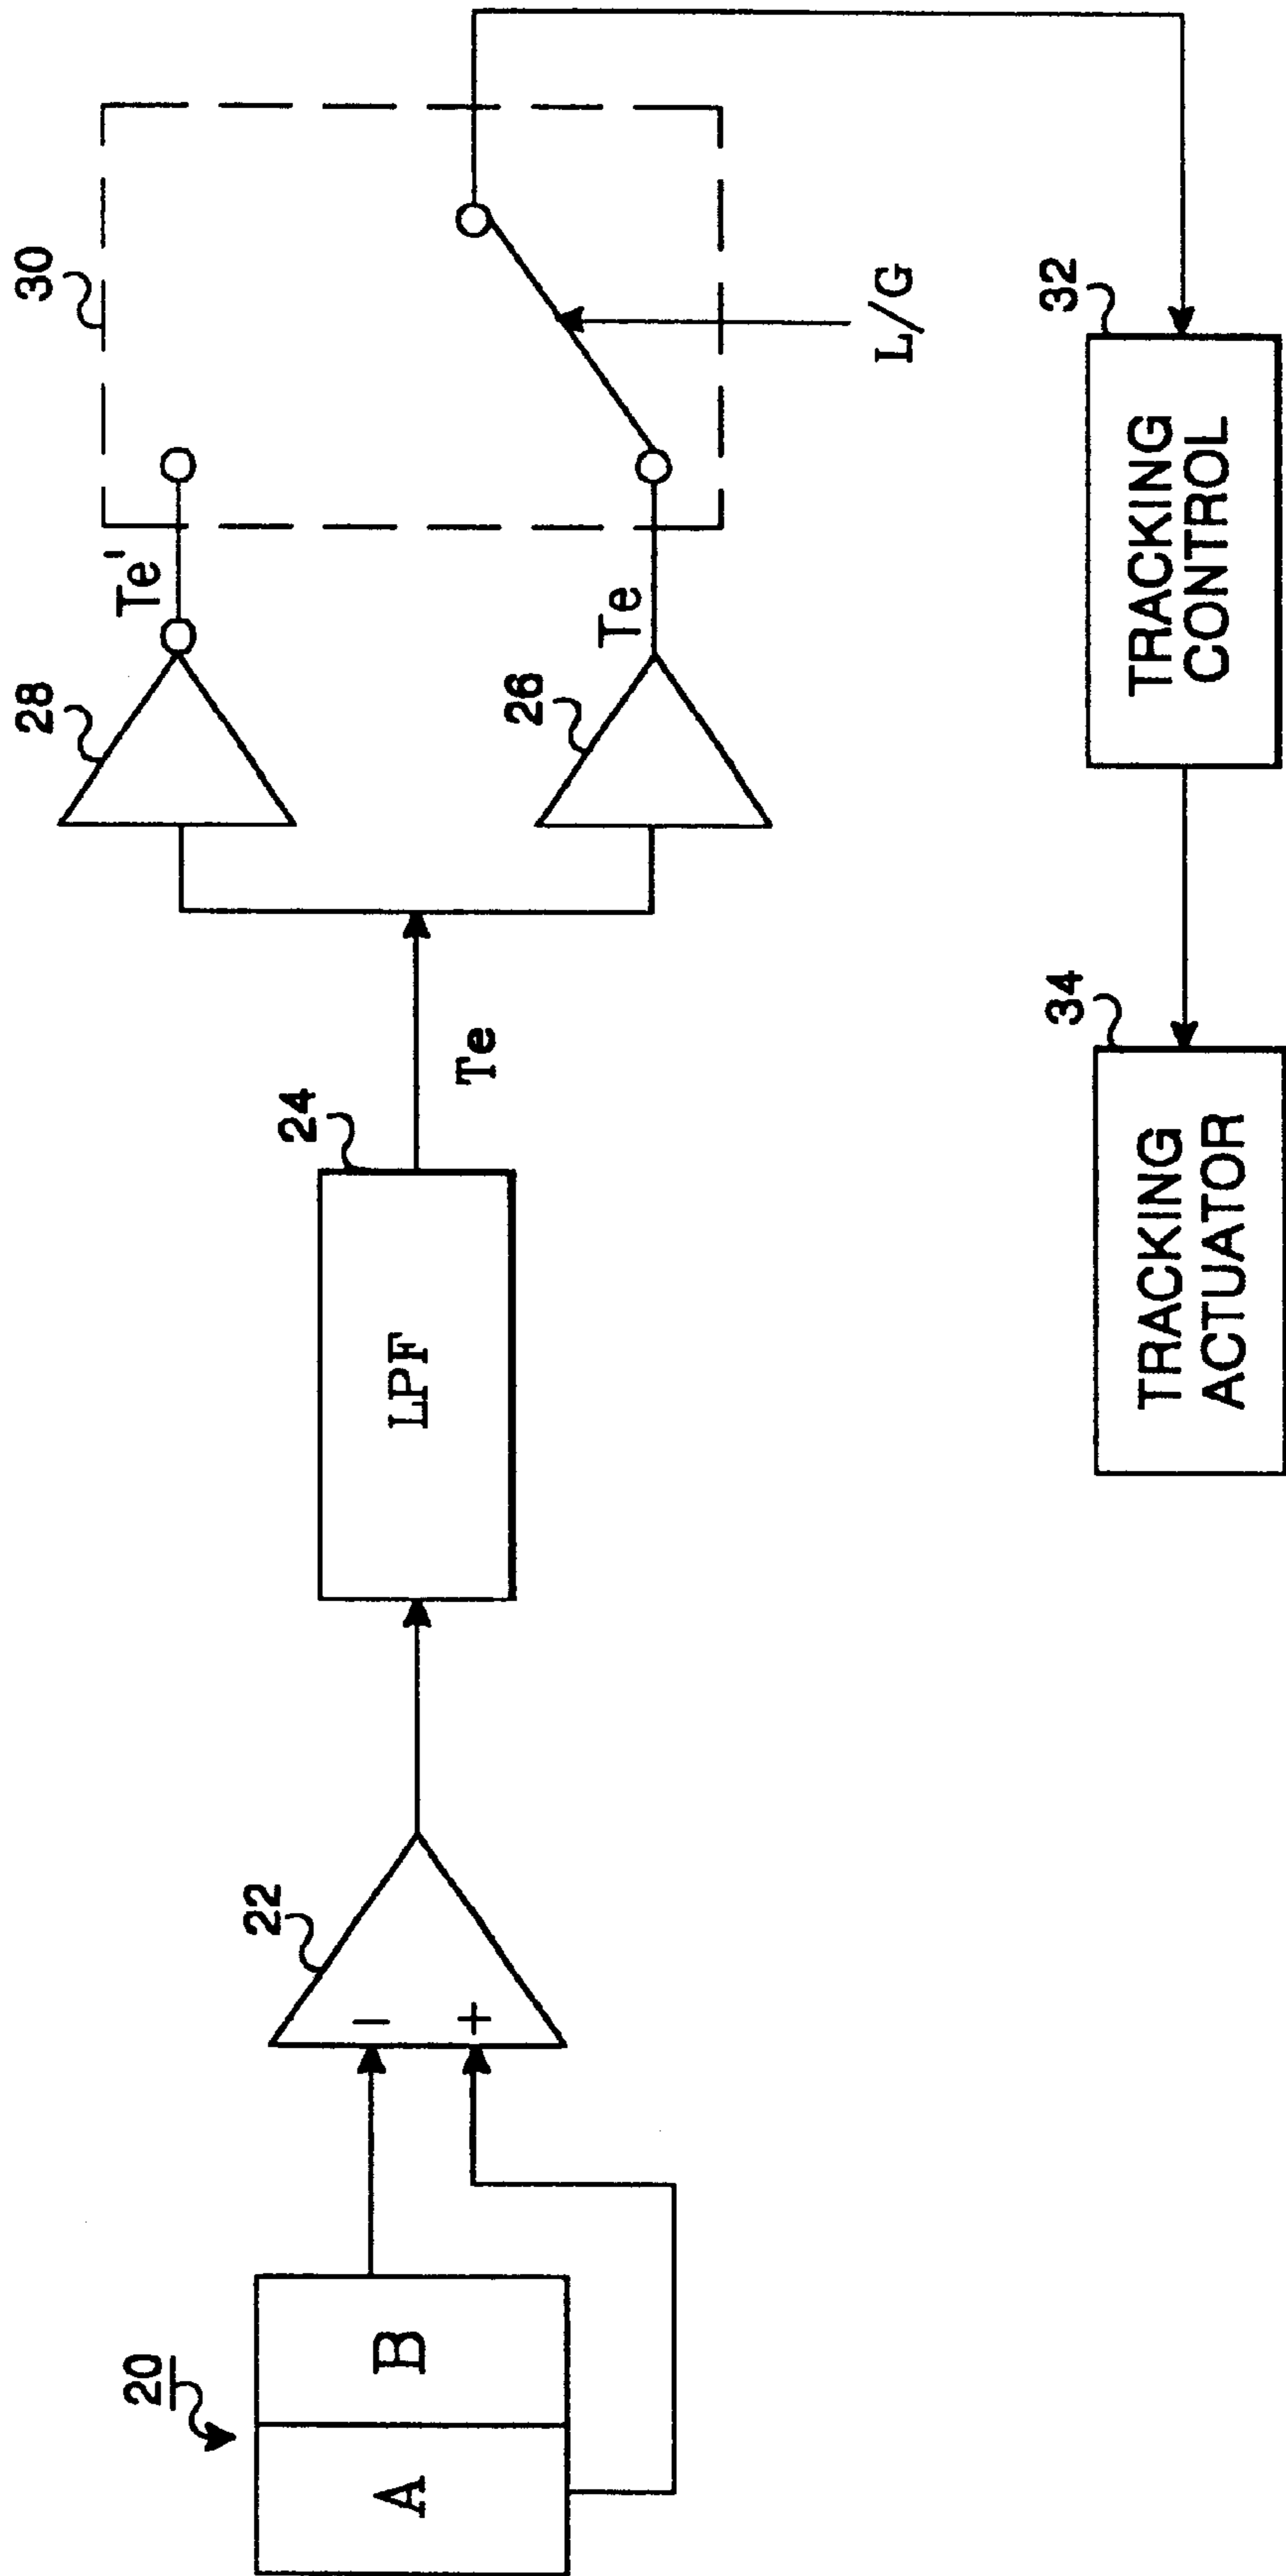 20
A
B
22
−
+
24
LPF
Te
28
Te'
26
Te
30
L/G
32
TRACKING
CONTROL
34
TRACKING
ACTUATOR